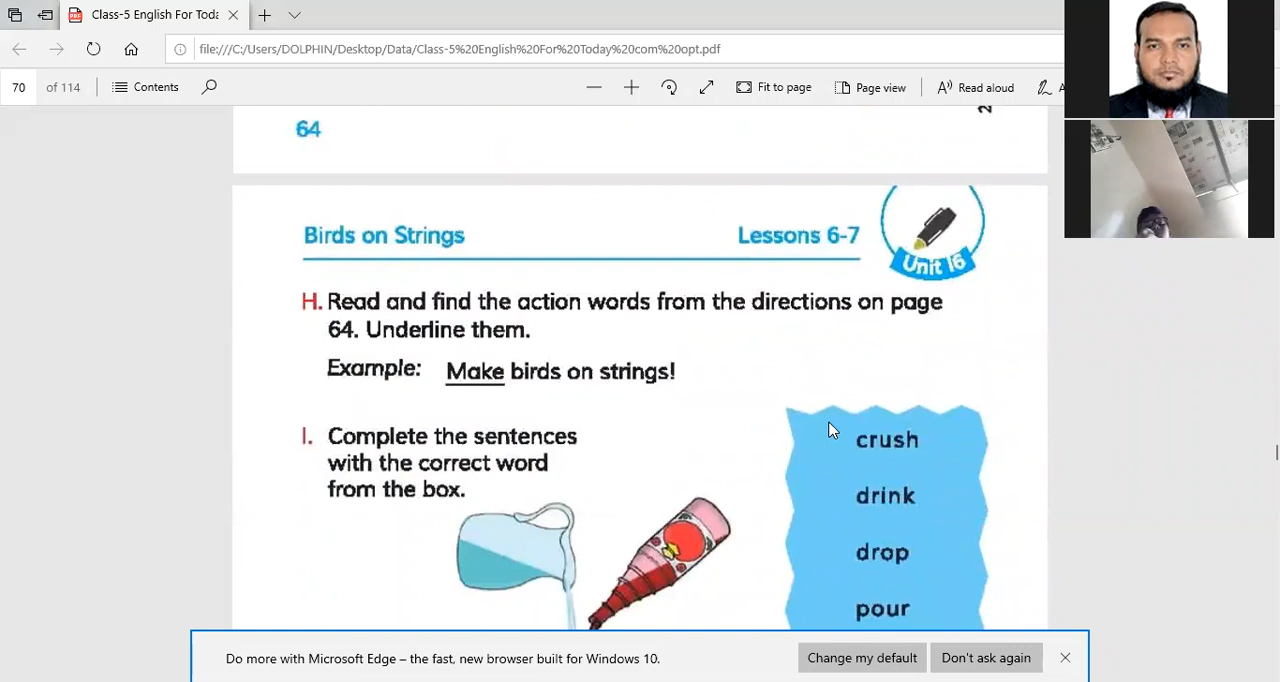 Class-5 English For Toda
file:///C:/Users/DOLPHIN/Desktop/Data/Class-5%20English%20For%20Today%20com%20opt.pdf
70 of 114 Contents Fit to page Page view Read aloud
64
Birds on Strings Lessons 6-7
Unit 16
H. Read and find the action words from the directions on page
64. Underline them.
Example: Make birds on strings!
I. Complete the sentences
with the correct word
from the box.
crush
drink
drop
pour
Do more with Microsoft Edge – the fast, new browser built for Windows 10. Change my default Don't ask again